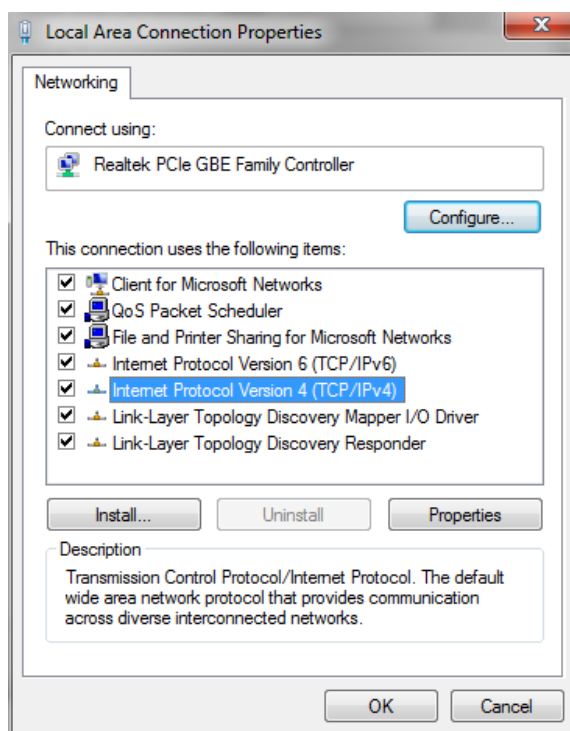 Local Area Connection Properties
Networking
Connect using:
Realtek PCIe GBE Family Controller
Configure...
This connection uses the following items:
Client for Microsoft Networks
QoS Packet Scheduler
File and Printer Sharing for Microsoft Networks
Internet Protocol Version 6 (TCP/IPv6)
Internet Protocol Version 4 (TCP/IPv4)
Link-Layer Topology Discovery Mapper I/O Driver
Link-Layer Topology Discovery Responder
Install... Uninstall Properties
Description
Transmission Control Protocol/Internet Protocol. The default
wide area network protocol that provides communication
across diverse interconnected networks.
OK Cancel